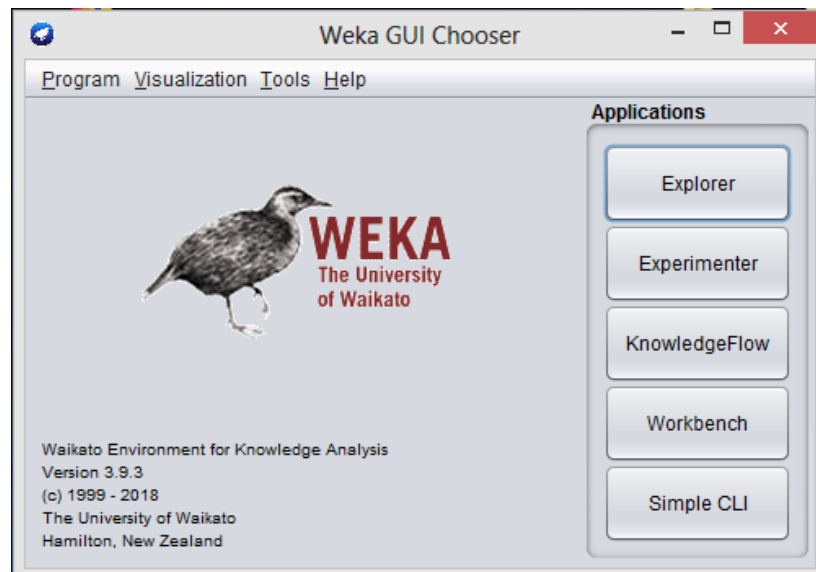 Weka GUI Chooser
Program Visualization Tools Help
Applications
Explorer
Experimenter
KnowledgeFlow
Workbench
Simple CLI
WEKA
The University
of Waikato
Waikato Environment for Knowledge Analysis
Version 3.9.3
(c) 1999 - 2018
The University of Waikato
Hamilton, New Zealand